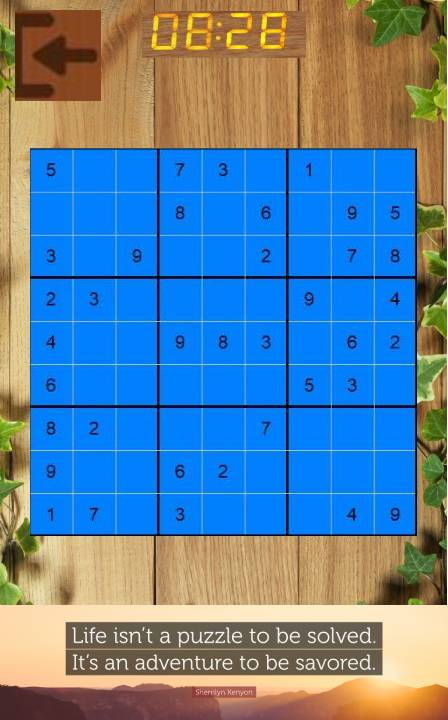 08:28
5 7 3 1
8 6 9 5
3 9 2 7 8
2 3 9 4
4 9 8 3 6 2
6 5 3
8 2 7
9 6 2
1 7 3 4 9
Life isn't a puzzle to be solved.
It's an adventure to be savored.
Sherrilyn Kenyon